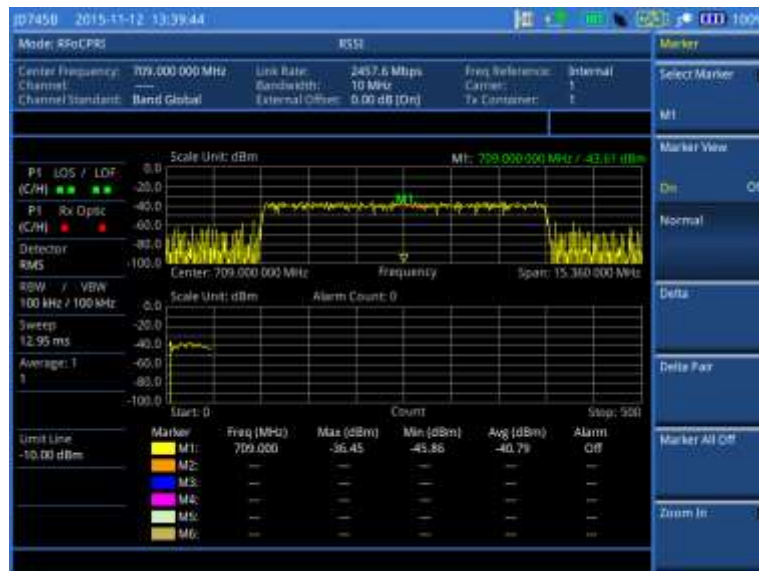 JD745B 2015-11-12 13:39:44
100%
Mode: RFoCPRI RSSI
Marker
Center Frequency: 709.000 000 MHz Link Rate: 2457.6 Mbps Freq Reference: Internal
Channel: ---- Bandwidth: 10 MHz Carrier: 1
Channel Standard: Band Global External Offset: 0.00 dB [On] Tx Container: 1
Select Marker
M1
Marker View
On Of
Normal
Delta
Delta Pair
Marker All Off
Zoom In
Scale Unit: dBm M1: 709.000 000 MHz / -43.61 dBm
P1 LOS / LOF
(C/H)
P1 Rx Optic
(C/H)
Detector
RMS
RBW / VBW
100 kHz / 100 kHz
Sweep
12.95 ms
Average: 1
1
Limit Line
-10.00 dBm
0.0
-20.0
-40.0
-60.0
-80.0
-100.0
M1
Center: 709.000 000 MHz Frequency Span: 15.360 000 MHz
Scale Unit: dBm Alarm Count: 0
0.0
-20.0
-40.0
-60.0
-80.0
-100.0
Start: 0 Count Stop: 500
Marker Freq (MHz) Max (dBm) Min (dBm) Avg (dBm) Alarm
M1: 709.000 -36.45 -45.86 -40.79 Off
M2: --- --- --- --- ---
M3: --- --- --- --- ---
M4: --- --- --- --- ---
M5: --- --- --- --- ---
M6: --- --- --- --- ---